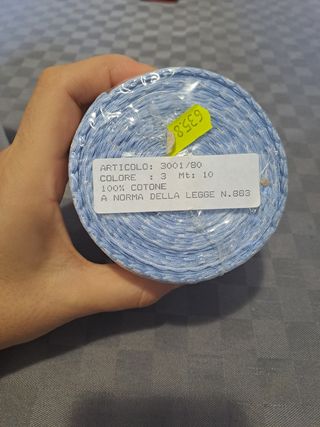 6358
ARTICOLO: 3001/80
COLORE : 3 Mt: 10
100% COTONE
A NORMA DELLA LEGGE N.883